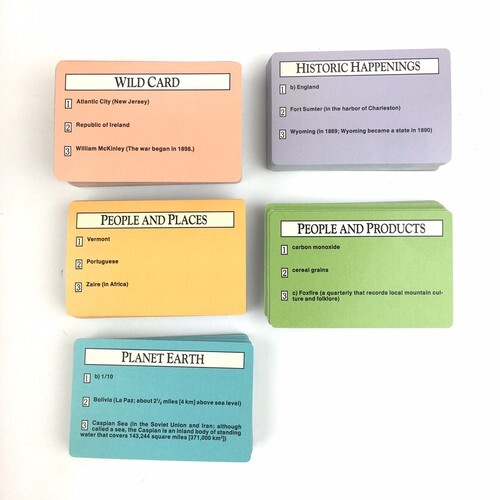 WILD CARD
1 Atlantic City (New Jersey)
2 Republic of Ireland
3 William McKinley (The war began in 1898.)
HISTORIC HAPPENINGS
1 b) England
2 Fort Sumter (in the harbor of Charleston)
3 Wyoming (in 1869; Wyoming became a state in 1890)
PEOPLE AND PLACES
1 Vermont
2 Portuguese
3 Zaire (in Africa)
PEOPLE AND PRODUCTS
1 carbon monoxide
2 cereal grains
3 c) Foxfire (a quarterly that records local mountain cul-
ture and folklore)
PLANET EARTH
1 b) 1/10
2 Bolivia (La Paz; about 2½ miles [4 km] above sea level)
3 Caspian Sea (in the Soviet Union and Iran; although
called a sea, the Caspian is an inland body of standing
water that covers 143,244 square miles [371,000 km²])